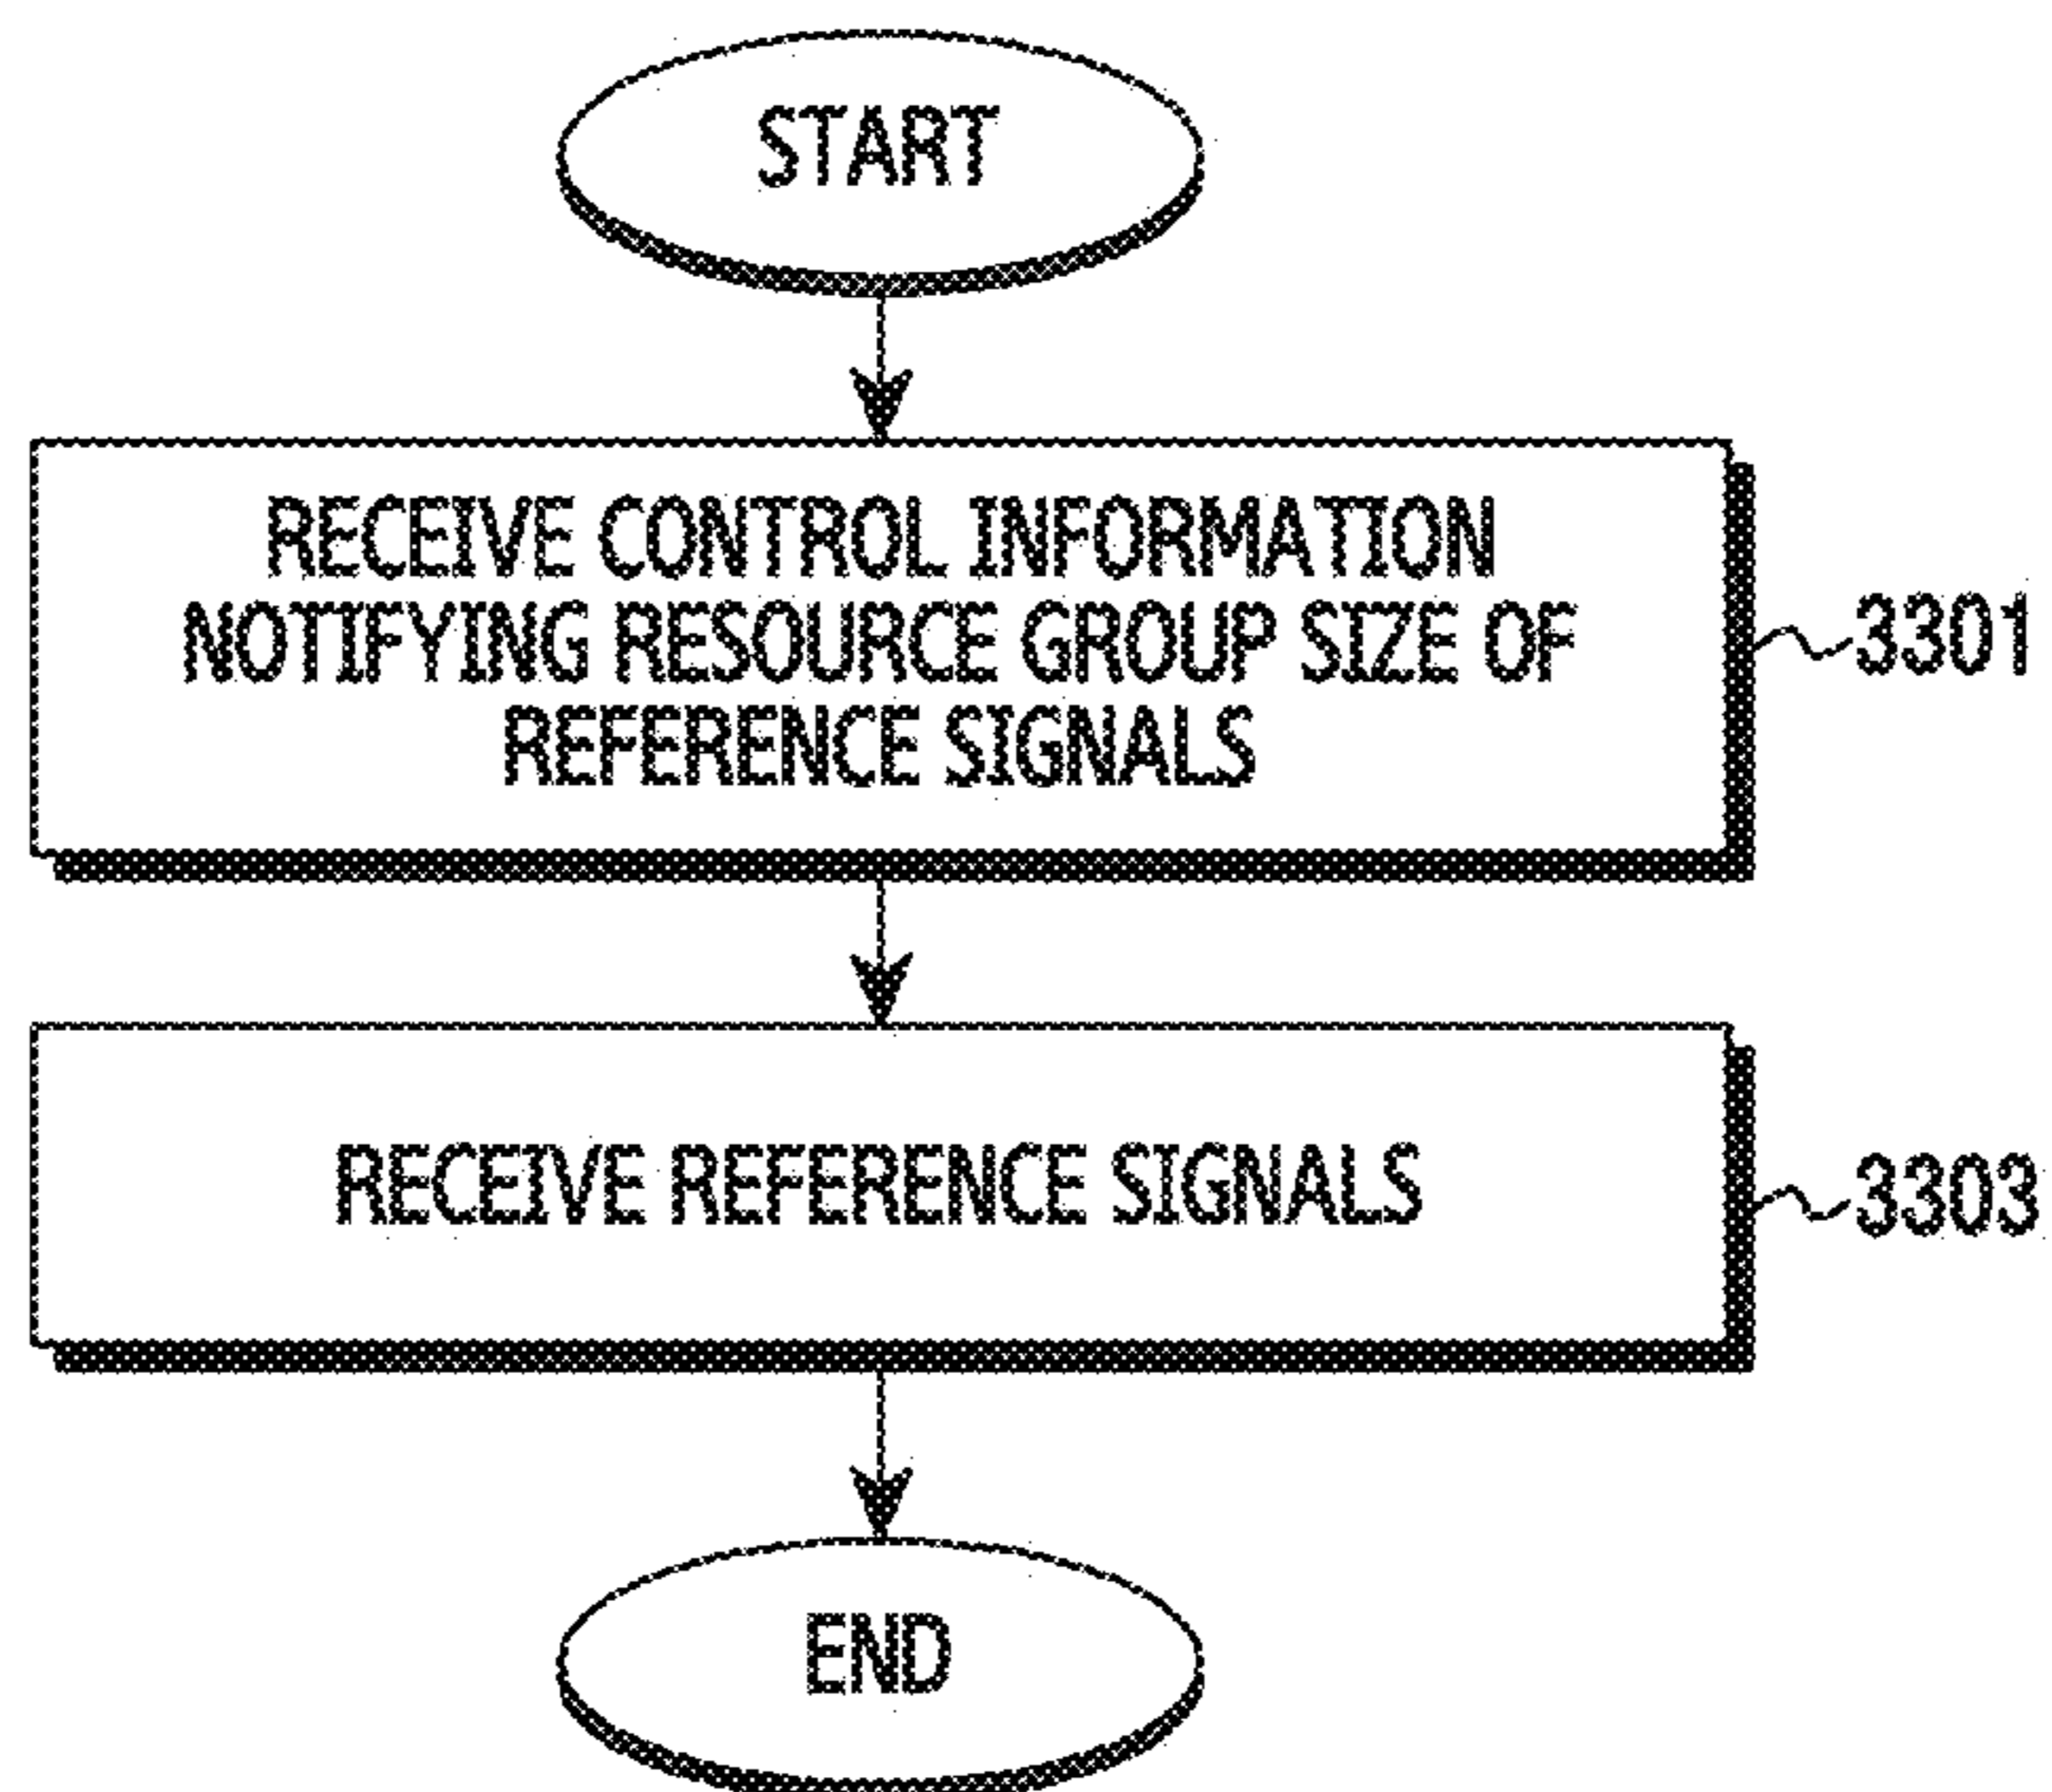 START
RECEIVE CONTROL INFORMATION
NOTIFYING RESOURCE GROUP SIZE OF
REFERENCE SIGNALS
3301
RECEIVE REFERENCE SIGNALS
3303
END